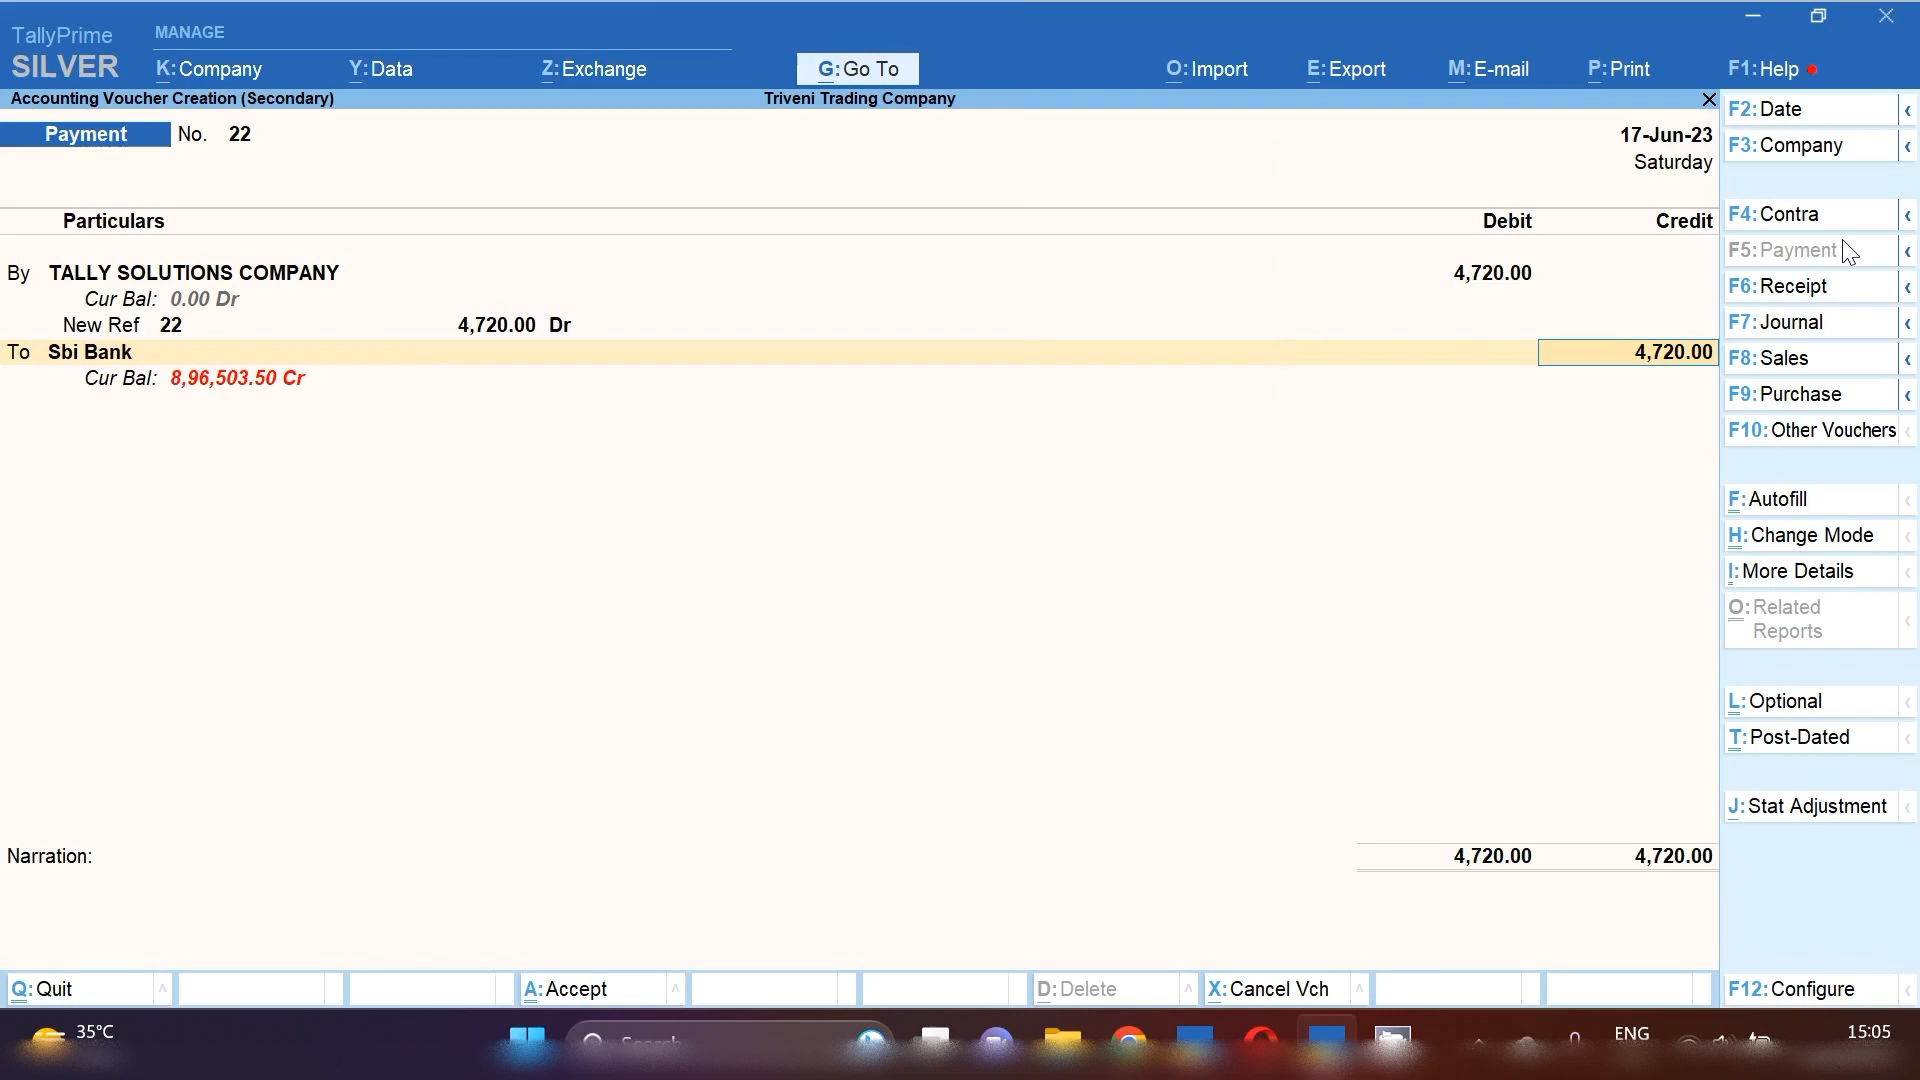 TallyPrime
SILVER
MANAGE
K:Company
Y:Data
Z:Exchange
G:Go To
O:Import
E:Export
M:E-mail
P:Print
F1:Help
Accounting Voucher Creation (Secondary)
Triveni Trading Company
Payment No. 22
17-Jun-23
Saturday
Particulars Debit Credit
By TALLY SOLUTIONS COMPANY 4,720.00
Cur Bal: 0.00 Dr
New Ref 22 4,720.00 Dr
To Sbi Bank 4,720.00
Cur Bal: 8,96,503.50 Cr
Narration: 4,720.00 4,720.00
F2:Date
F3:Company
F4:Contra
F5:Payment
F6:Receipt
F7:Journal
F8:Sales
F9:Purchase
F10:Other Vouchers
F:Autofill
H:Change Mode
I:More Details
O:Related
Reports
L:Optional
T:Post-Dated
J:Stat Adjustment
F12:Configure
Q:Quit
A:Accept
D:Delete
X:Cancel Vch
35°C
Search
ENG
15:05